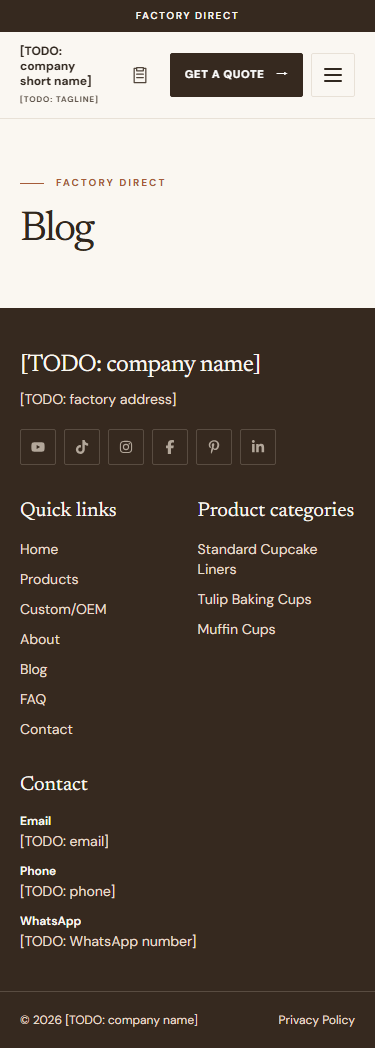 FACTORY DIRECT
[TODO:
company
short name]
[TODO: TAGLINE]
GET A QUOTE →
FACTORY DIRECT
Blog
[TODO: company name]
[TODO: factory address]
Quick links
Home
Products
Custom/OEM
About
Blog
FAQ
Contact
Product categories
Standard Cupcake
Liners
Tulip Baking Cups
Muffin Cups
Contact
Email
[TODO: email]
Phone
[TODO: phone]
WhatsApp
[TODO: WhatsApp number]
© 2026 [TODO: company name]
Privacy Policy